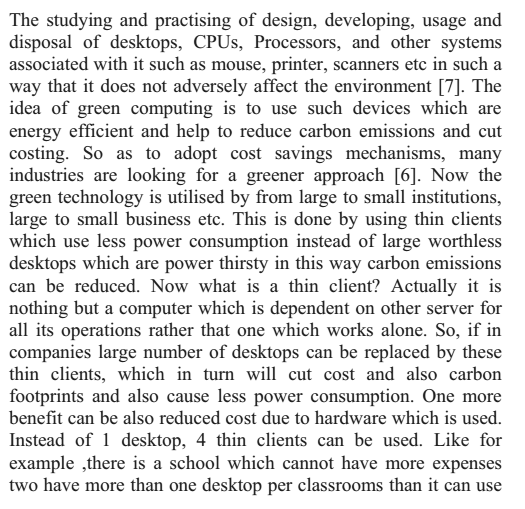 The studying and practising of design, developing, usage and
disposal of desktops, CPUs, Processors, and other systems
associated with it such as mouse, printer, scanners etc in such a
way that it does not adversely affect the environment [7]. The
idea of green computing is to use such devices which are
energy efficient and help to reduce carbon emissions and cut
costing. So as to adopt cost savings mechanisms, many
industries are looking for a greener approach [6]. Now the
green technology is utilised by from large to small institutions,
large to small business etc. This is done by using thin clients
which use less power consumption instead of large worthless
desktops which are power thirsty in this way carbon emissions
can be reduced. Now what is a thin client? Actually it is
nothing but a computer which is dependent on other server for
all its operations rather that one which works alone. So, if in
companies large number of desktops can be replaced by these
thin clients, which in turn will cut cost and also carbon
footprints and also cause less power consumption. One more
benefit can be also reduced cost due to hardware which is used.
Instead of 1 desktop, 4 thin clients can be used. Like for
example ,there is a school which cannot have more expenses
two have more than one desktop per classrooms than it can use